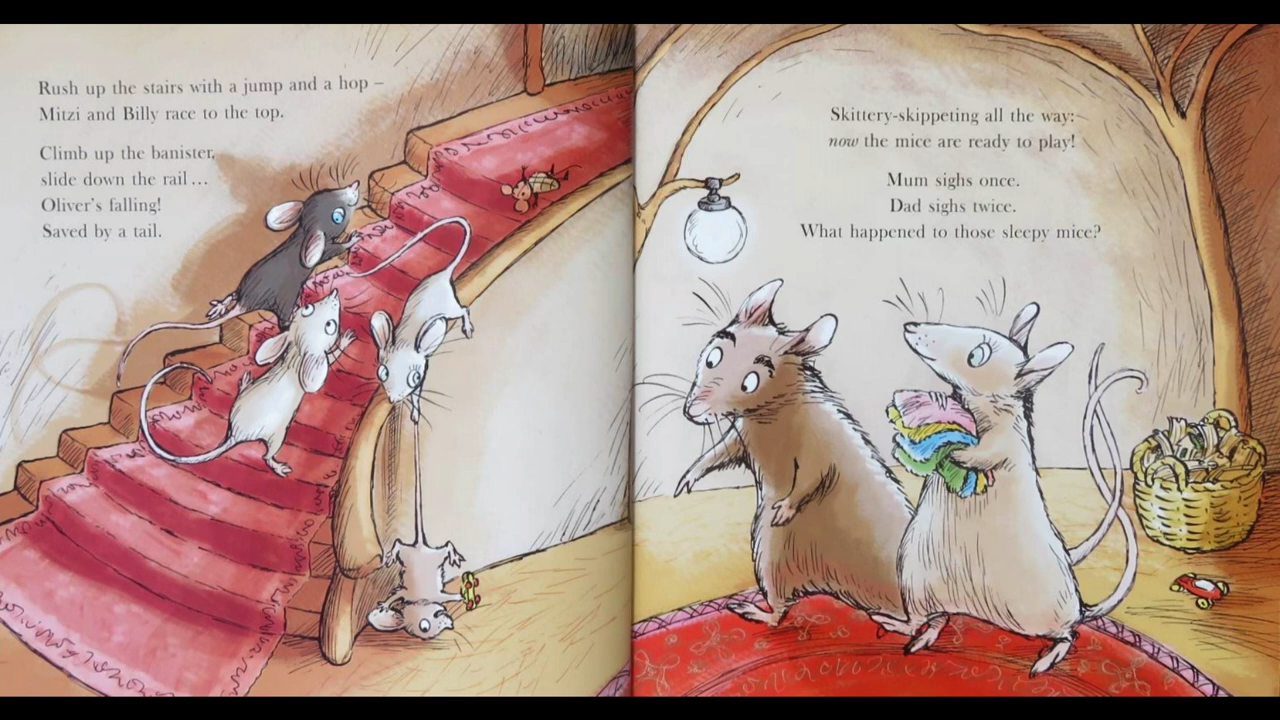 Rush up the stairs with a jump and a hop –
Mitzi and Billy race to the top.
Climb up the banister,
slide down the rail ...
Oliver's falling!
Saved by a tail.
Skittery-skippeting all the way:
now the mice are ready to play!
Mum sighs once.
Dad sighs twice.
What happened to those sleepy mice?